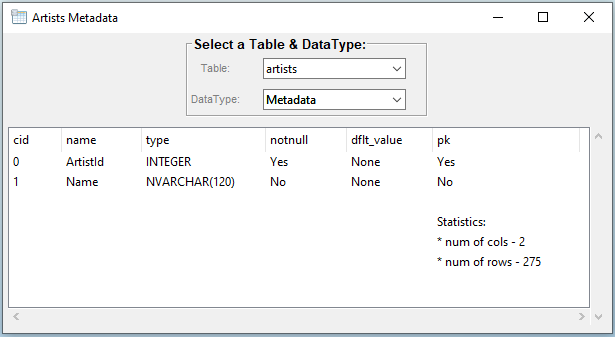 Artists Metadata
Select a Table & DataType:
Table: artists
DataType: Metadata
cid name type notnull dflt_value pk
0 ArtistId INTEGER Yes None Yes
1 Name NVARCHAR(120) No None No
Statistics:
* num of cols - 2
* num of rows - 275